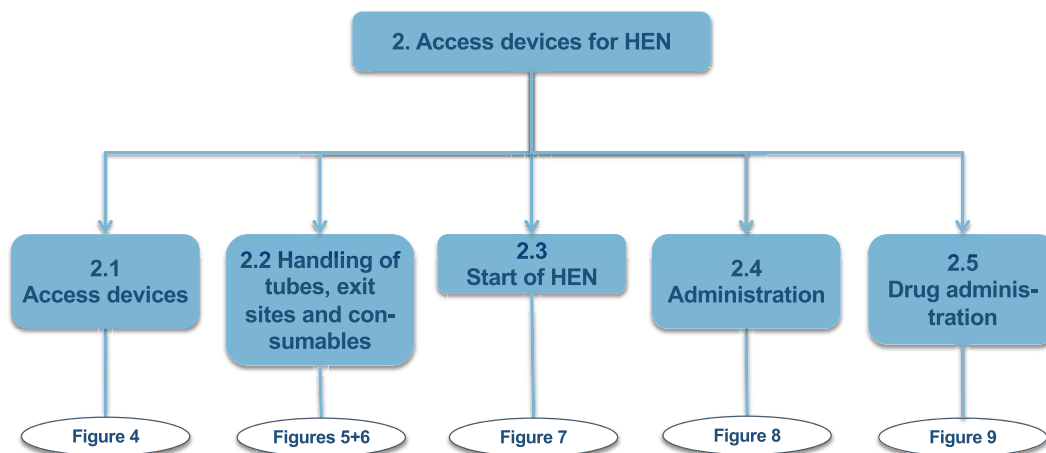 2. Access devices for HEN
2.1
Access devices
2.2 Handling of
tubes, exit
sites and con-
sumables
2.3
Start of HEN
2.4
Administration
2.5
Drug adminis-
tration
Figure 4
Figures 5+6
Figure 7
Figure 8
Figure 9